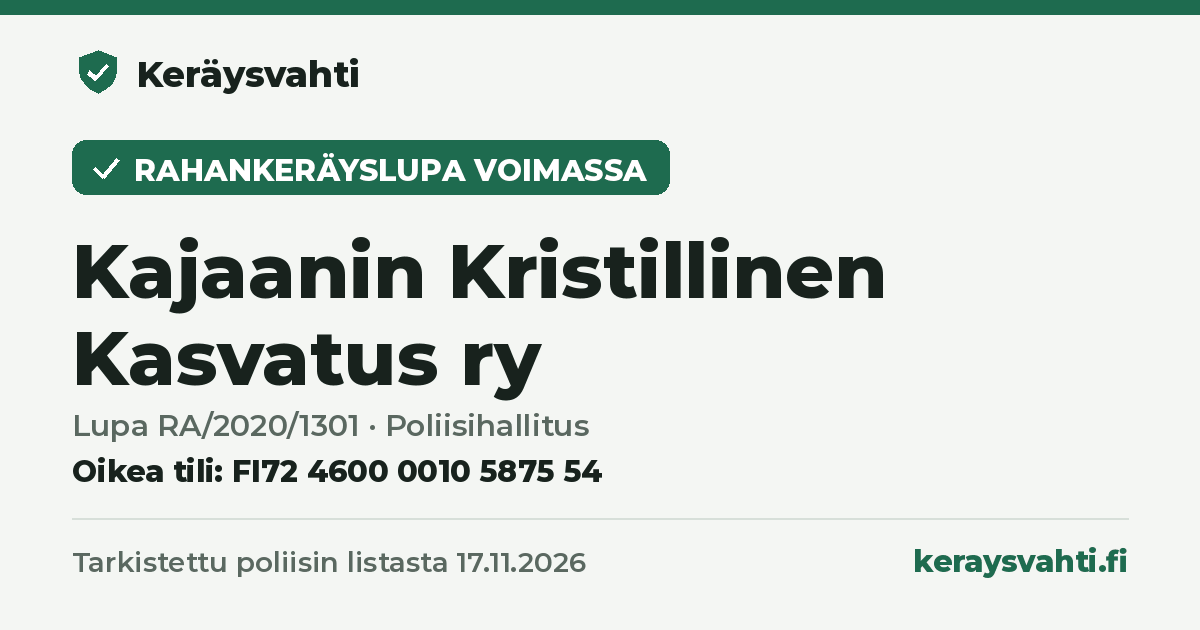 Keräysvahti
RAHANKERÄYSLUPA VOIMASSA
Kajaanin Kristillinen
Kasvatus ry
Lupa RA/2020/1301 · Poliisihallitus
Oikea tili: FI72 4600 0010 5875 54
Tarkistettu poliisin listasta 17.11.2026
keraysvahti.fi